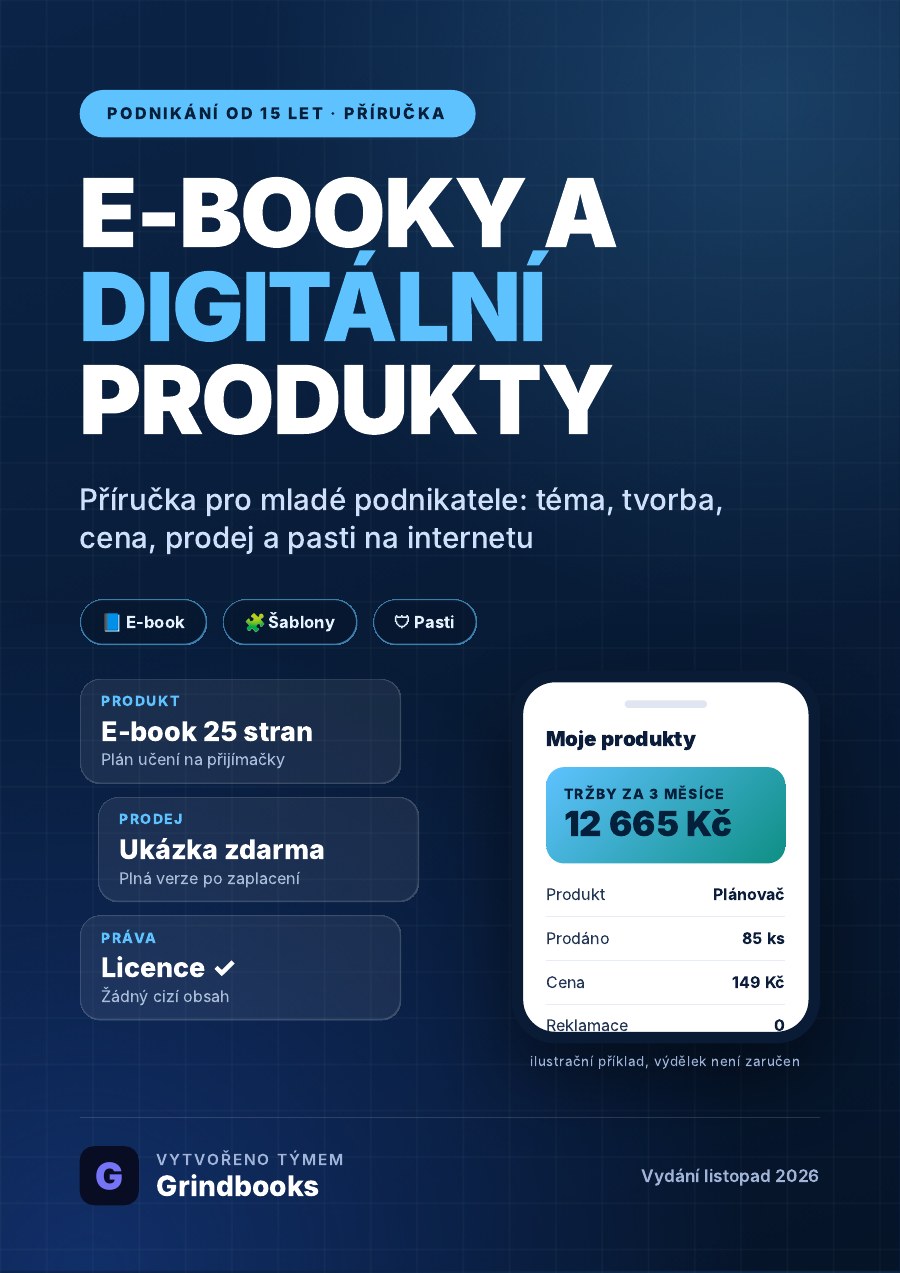 PODNIKÁNÍ OD 15 LET · PŘÍRUČKA
E-BOOKY A
DIGITÁLNÍ
PRODUKTY
Příručka pro mladé podnikatele: téma, tvorba,
cena, prodej a pasti na internetu
📘 E-book
🧩 Šablony
🛡 Pasti
PRODUKT
E-book 25 stran
Plán učení na přijímačky
PRODEJ
Ukázka zdarma
Plná verze po zaplacení
PRÁVA
Licence ✓
Žádný cizí obsah
Moje produkty
TRŽBY ZA 3 MĚSÍCE
12 665 Kč
Produkt Plánovač
Prodáno 85 ks
Cena 149 Kč
Reklamace 0
ilustrační příklad, výdělek není zaručen
G
VYTVOŘENO TÝMEM
Grindbooks
Vydání listopad 2026